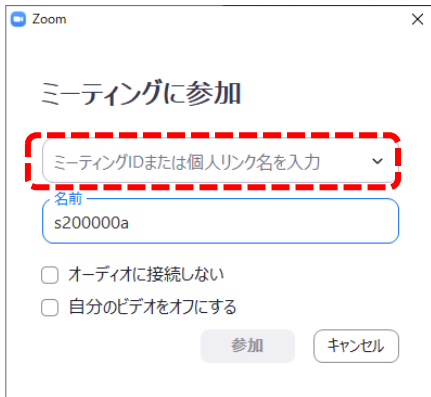 Zoom
ミーティングに参加
ミーティングIDまたは個人リンク名を入力
名前
s200000a
オーディオに接続しない
自分のビデオをオフにする
参加 キャンセル